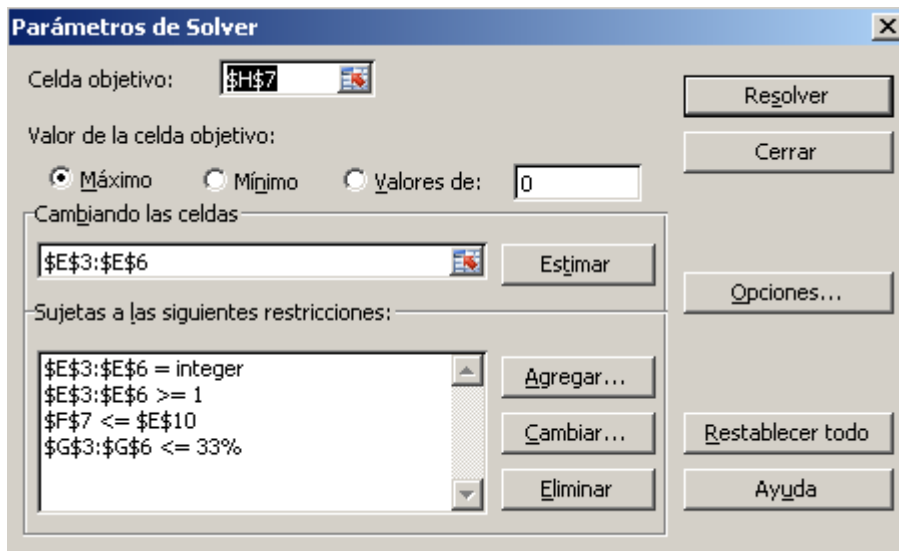 Parámetros de Solver
Celda objetivo: $H$7
Resolver
Valor de la celda objetivo:
Cerrar
Máximo Mínimo Valores de: 0
Cambiando las celdas
$E$3:$E$6 Estimar
Opciones...
Sujetas a las siguientes restricciones:
$E$3:$E$6 = integer
$E$3:$E$6 >= 1
$F$7 <= $E$10
$G$3:$G$6 <= 33%
Agregar...
Cambiar...
Restablecer todo
Eliminar
Ayuda